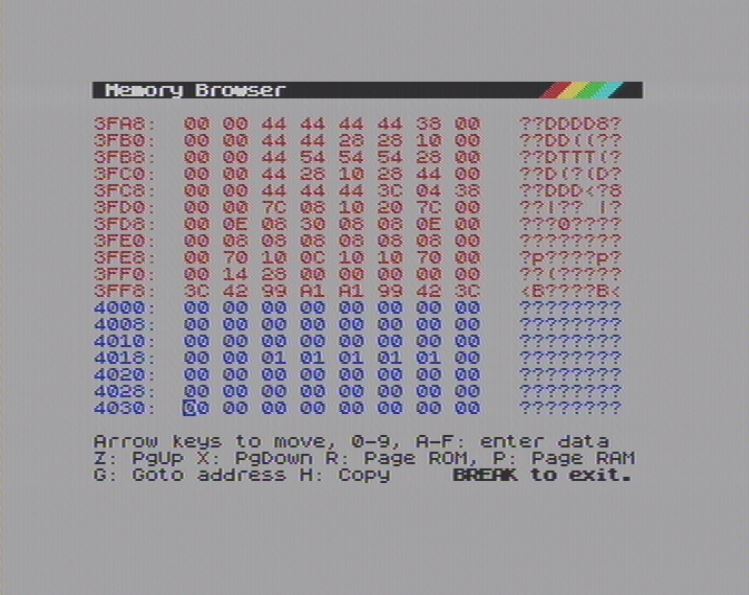 Memory Browser
3FA8: 00 00 44 44 44 44 38 00 ??DDDD8?
3FB0: 00 00 44 44 28 28 10 00 ??DD((??
3FB8: 00 00 44 54 54 54 28 00 ??DTTT(?
3FC0: 00 00 44 28 10 28 44 00 ??D(?(D?
3FC8: 00 00 44 44 44 3C 04 38 ??DDD<?8
3FD0: 00 00 7C 08 10 20 7C 00 ??|?? |?
3FD8: 00 0E 08 30 08 08 0E 00 ???0????
3FE0: 00 08 08 08 08 08 08 00 ????????
3FE8: 00 70 10 0C 10 10 70 00 ?p????p?
3FF0: 00 14 28 00 00 00 00 00 ??(?????
3FF8: 3C 42 99 A1 A1 99 42 3C <B????B<
4000: 00 00 00 00 00 00 00 00 ????????
4008: 00 00 00 00 00 00 00 00 ????????
4010: 00 00 00 00 00 00 00 00 ????????
4018: 00 00 01 01 01 01 01 00 ????????
4020: 00 00 00 00 00 00 00 00 ????????
4028: 00 00 00 00 00 00 00 00 ????????
4030: 00 00 00 00 00 00 00 00 ????????
Arrow keys to move, 0-9, A-F: enter data
Z: PgUp X: PgDown R: Page ROM, P: Page RAM
G: Goto address H: Copy BREAK to exit.